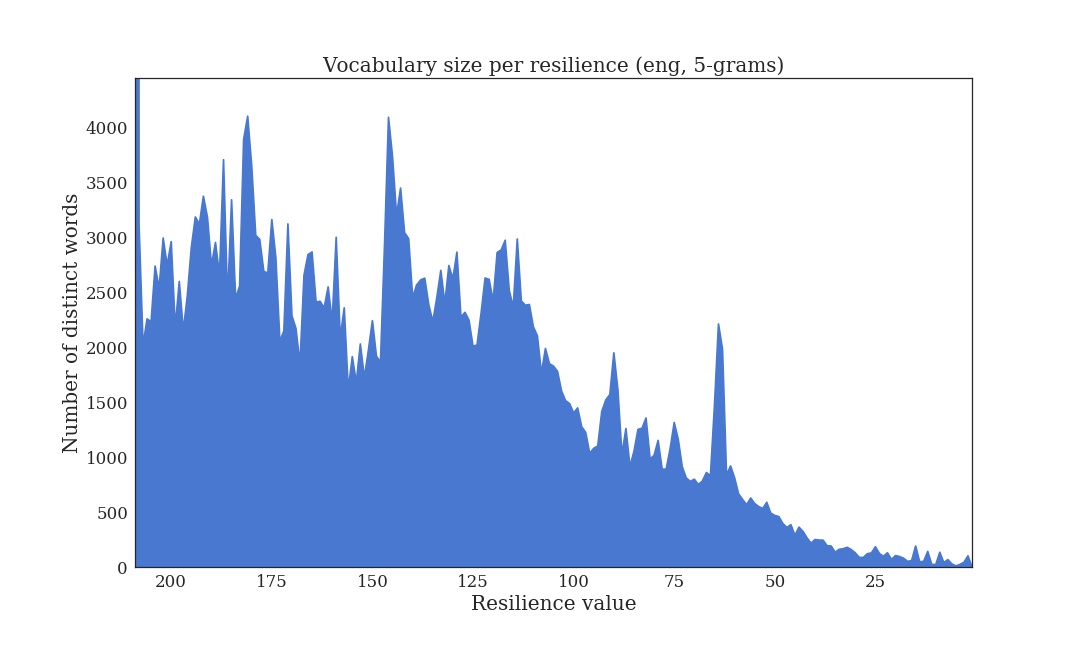 Vocabulary size per resilience (eng, 5-grams)
Number of distinct words
4000
3500
3000
2500
2000
1500
1000
500
0
200 175 150 125 100 75 50 25
Resilience value